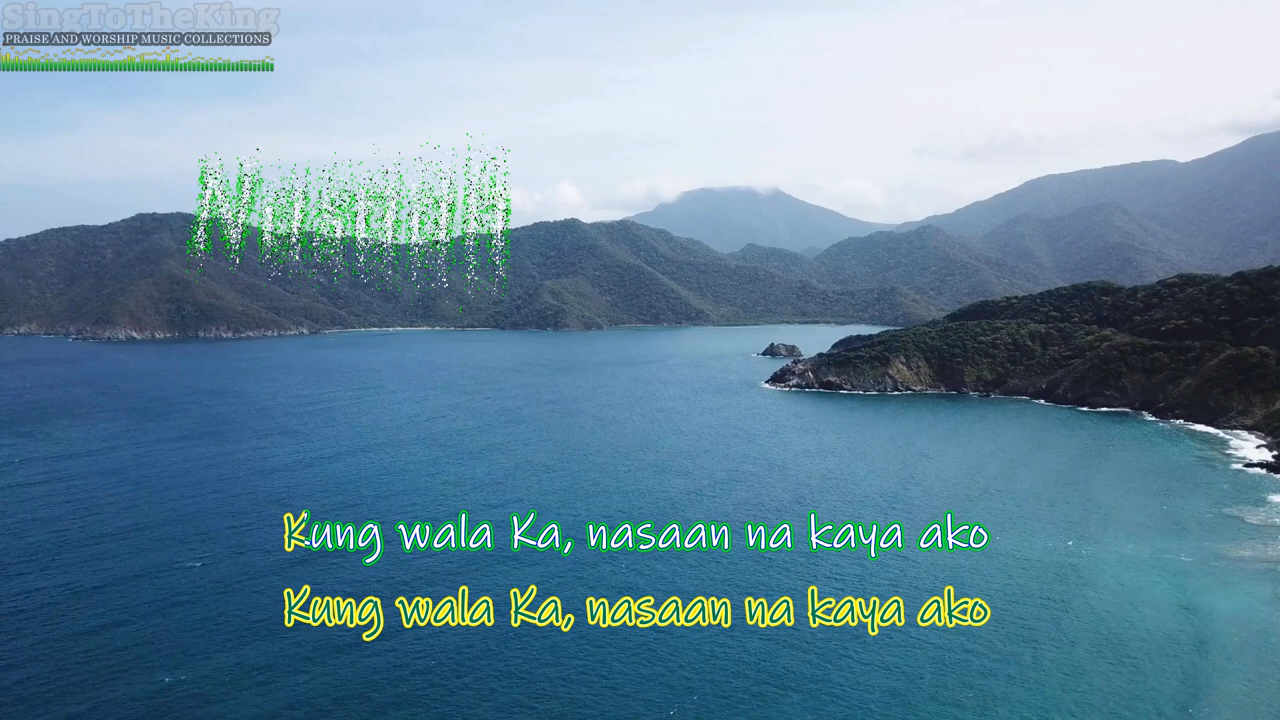 SingToTheKing
PRAISE AND WORSHIP MUSIC COLLECTIONS
Kung wala Ka, nasaan na kaya ako
Kung wala Ka, nasaan na kaya ako